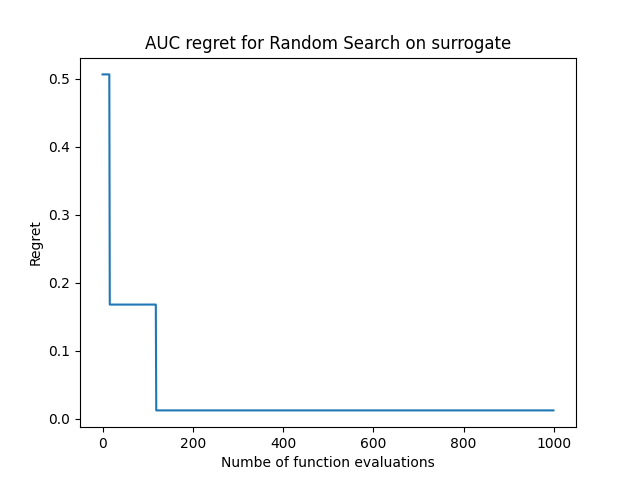 AUC regret for Random Search on surrogate
0.5
0.4
0.3
0.2
0.1
0.0
Regret
0 200 400 600 800 1000
Numbe of function evaluations